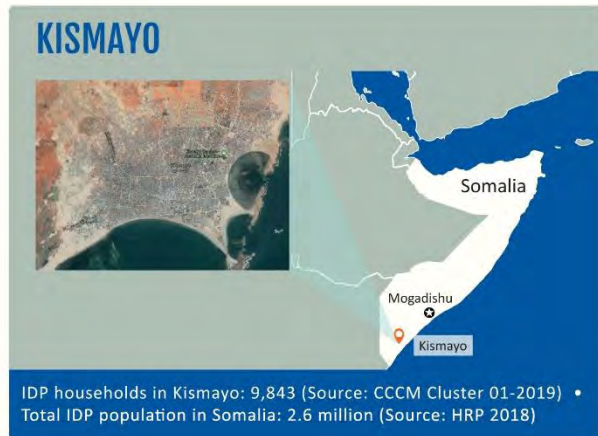 KISMAYO
Somalia
Mogadishu
Kismayo
IDP households in Kismayo: 9,843 (Source: CCCM Cluster 01-2019) •
Total IDP population in Somalia: 2.6 million (Source: HRP 2018)